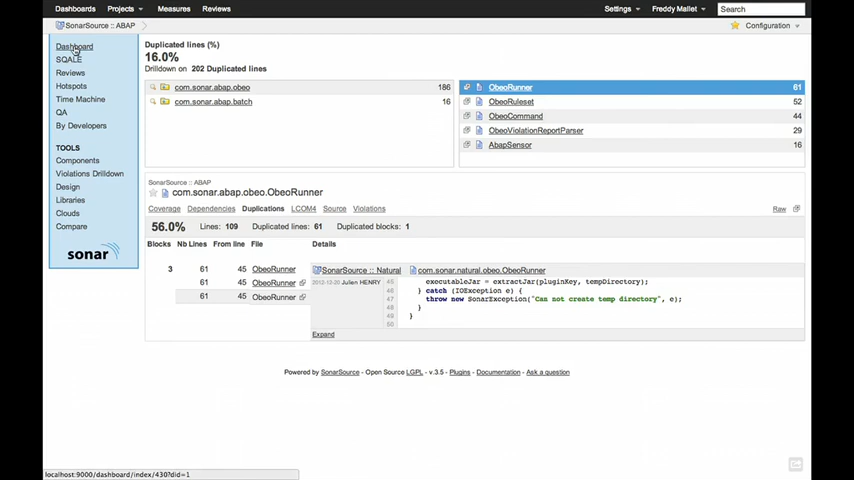 Dashboards Projects Measures Reviews Settings Freddy Mallet Search
SonarSource :: ABAP Configuration
Dashboard
SQALE
Reviews
Hotspots
Time Machine
QA
By Developers
TOOLS
Components
Violations Drilldown
Design
Libraries
Clouds
Compare
sonar
Duplicated lines (%)
16.0%
Drilldown on 202 Duplicated lines
com.sonar.abap.obeo 186
com.sonar.abap.batch 16
ObeoRunner 61
ObeoRuleset 52
ObeoCommand 44
ObeoViolationReportParser 29
AbapSensor 16
SonarSource :: ABAP
com.sonar.abap.obeo.ObeoRunner
Coverage Dependencies Duplications LCOM4 Source Violations Raw
56.0% Lines: 109 Duplicated lines: 61 Duplicated blocks: 1
Blocks Nb Lines From line File Details
3 61 45 ObeoRunner
61 45 ObeoRunner
61 45 ObeoRunner
SonarSource :: Natural com.sonar.natural.obeo.ObeoRunner
2012-12-20 Julien HENRY 45 executableJar = extractJar(pluginKey, tempDirectory);
46 } catch (IOException e) {
47 throw new SonarException("Can not create temp directory", e);
48 }
49 }
50
Expand
Powered by SonarSource - Open Source LGPL - v.3.5 - Plugins - Documentation - Ask a question
localhost:9000/dashboard/index/430?did=1